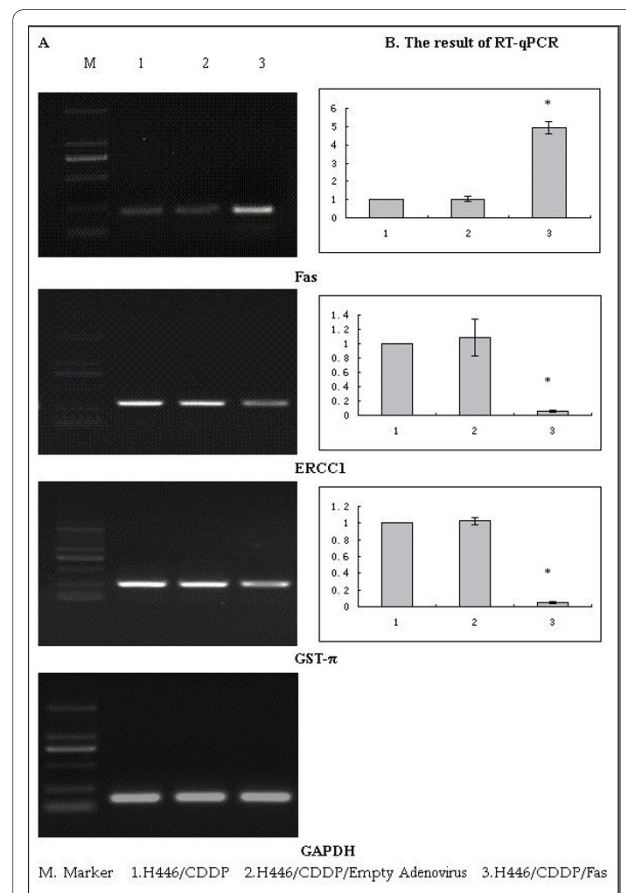 A
B. The result of RT-qPCR
M 1 2 3
6
5
4
3
2
1
0
*
1 2 3
Fas
1. 4
1. 2
1
0. 8
0. 6
0. 4
0. 2
0
*
1 2 3
ERCC1
1. 2
1
0. 8
0. 6
0. 4
0. 2
0
*
1 2 3
GST-π
GAPDH
M. Marker 1.H446/CDDP 2.H446/CDDP/Empty Adenovirus 3.H446/CDDP/Fas